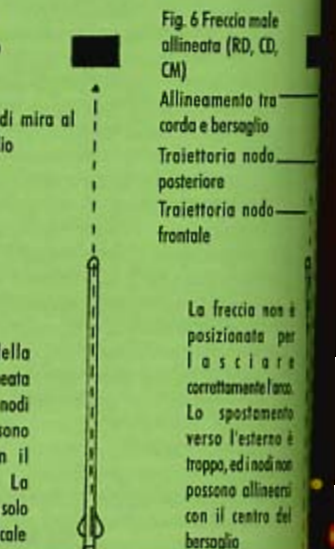 di mira al
io
ella
eata
nodi
sono
n il
La
solo
cale
Fig. 6 Freccia male
allineata (RD, CD,
CM)
Allineamento tra
corda e bersaglio
Traiettoria nodo
posteriore
Traiettoria nodo
frontale
La freccia non è
posizionata per
lasciare
correttamente l'arco.
Lo spostamento
verso l'esterno è
troppo, ed i nodi non
possono allinearsi
con il centro del
bersaglio